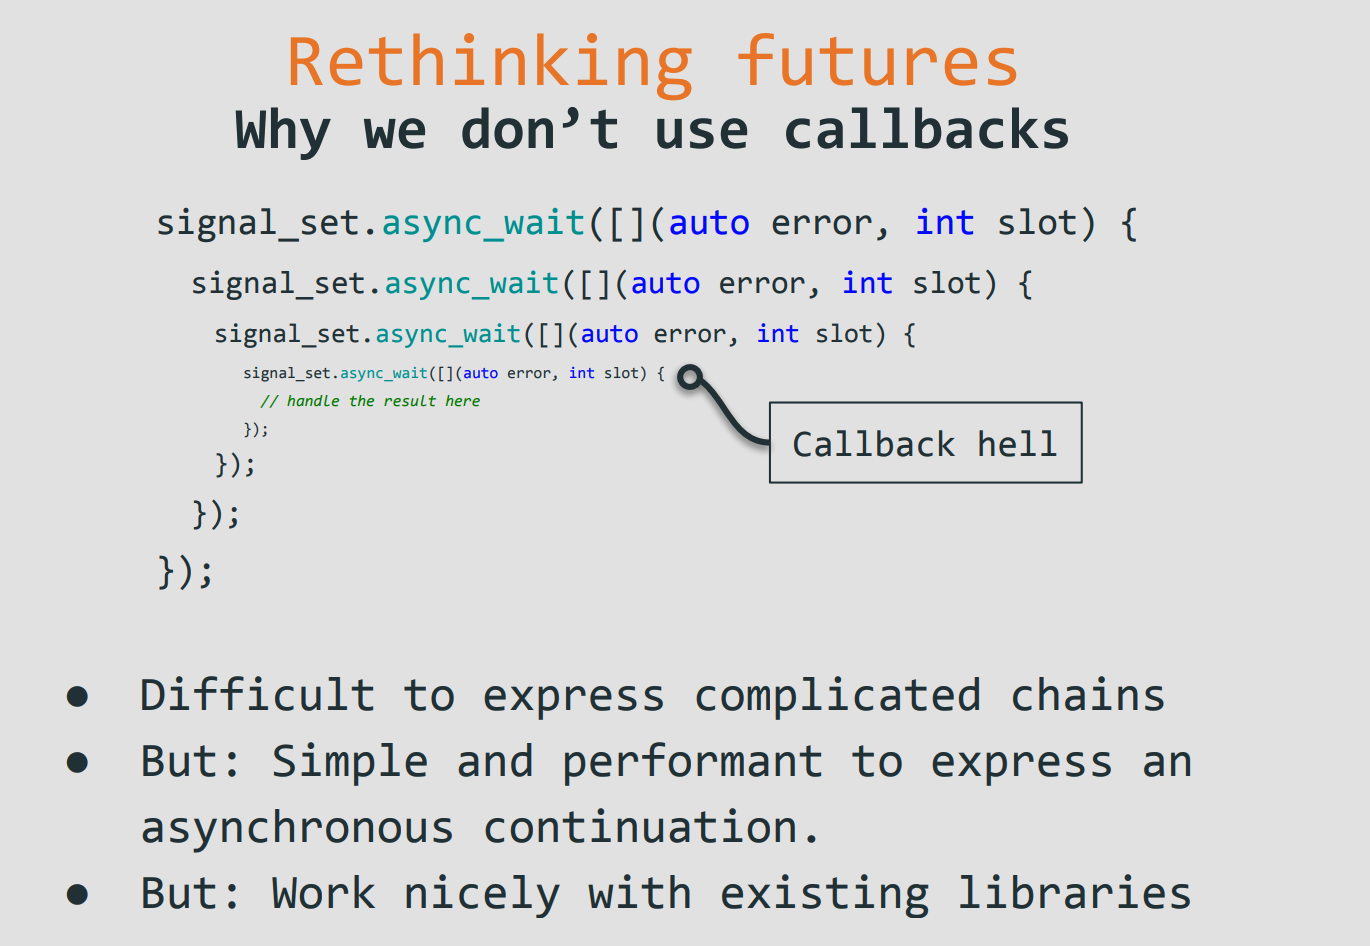 Rethinking futures
Why we don’t use callbacks
signal_set.async_wait([](auto error, int slot) {
signal_set.async_wait([](auto error, int slot) {
signal_set.async_wait([](auto error, int slot) {
signal_set.async_wait([](auto error, int slot) {
// handle the result here
});
});
});
});
Callback hell
● Difficult to express complicated chains
● But: Simple and performant to express an
asynchronous continuation.
● But: Work nicely with existing libraries